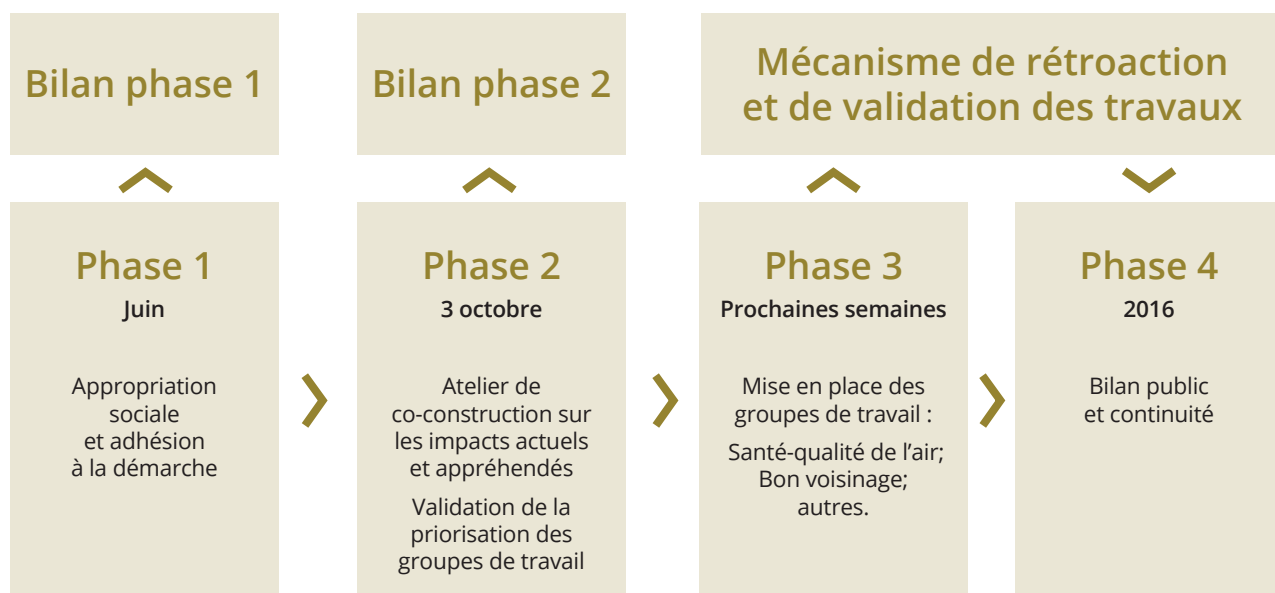 Bilan phase 1
Bilan phase 2
Mécanisme de rétroaction
et de validation des travaux
Phase 1
Juin
Appropriation
sociale
et adhésion
à la démarche
Phase 2
3 octobre
Atelier de
co-construction sur
les impacts actuels
et appréhendés
Validation de la
priorisation des
groupes de travail
Phase 3
Prochaines semaines
Mise en place des
groupes de travail :
Santé-qualité de l’air;
Bon voisinage;
autres.
Phase 4
2016
Bilan public
et continuité